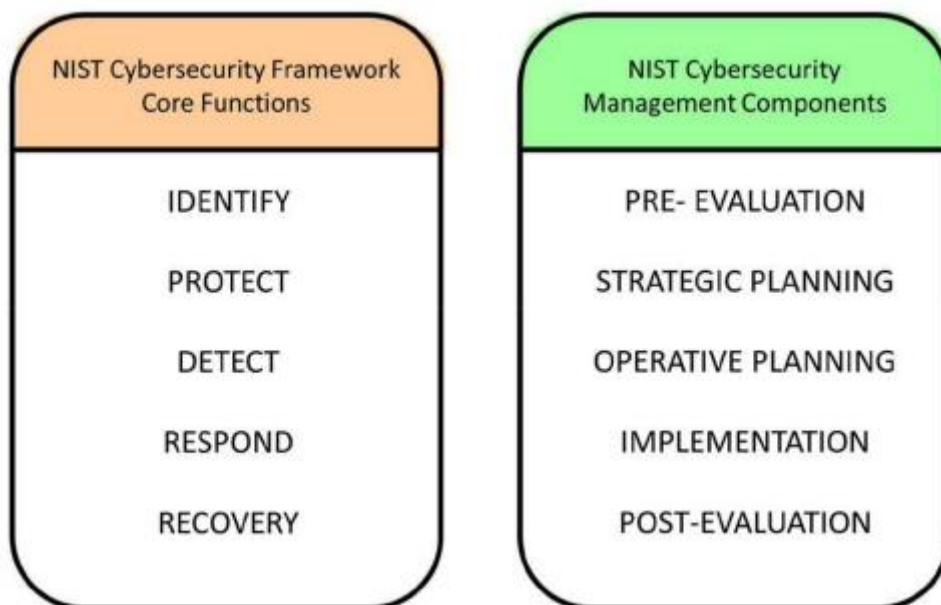 NIST Cybersecurity Framework
Core Functions
IDENTIFY
PROTECT
DETECT
RESPOND
RECOVERY
NIST Cybersecurity
Management Components
PRE- EVALUATION
STRATEGIC PLANNING
OPERATIVE PLANNING
IMPLEMENTATION
POST-EVALUATION